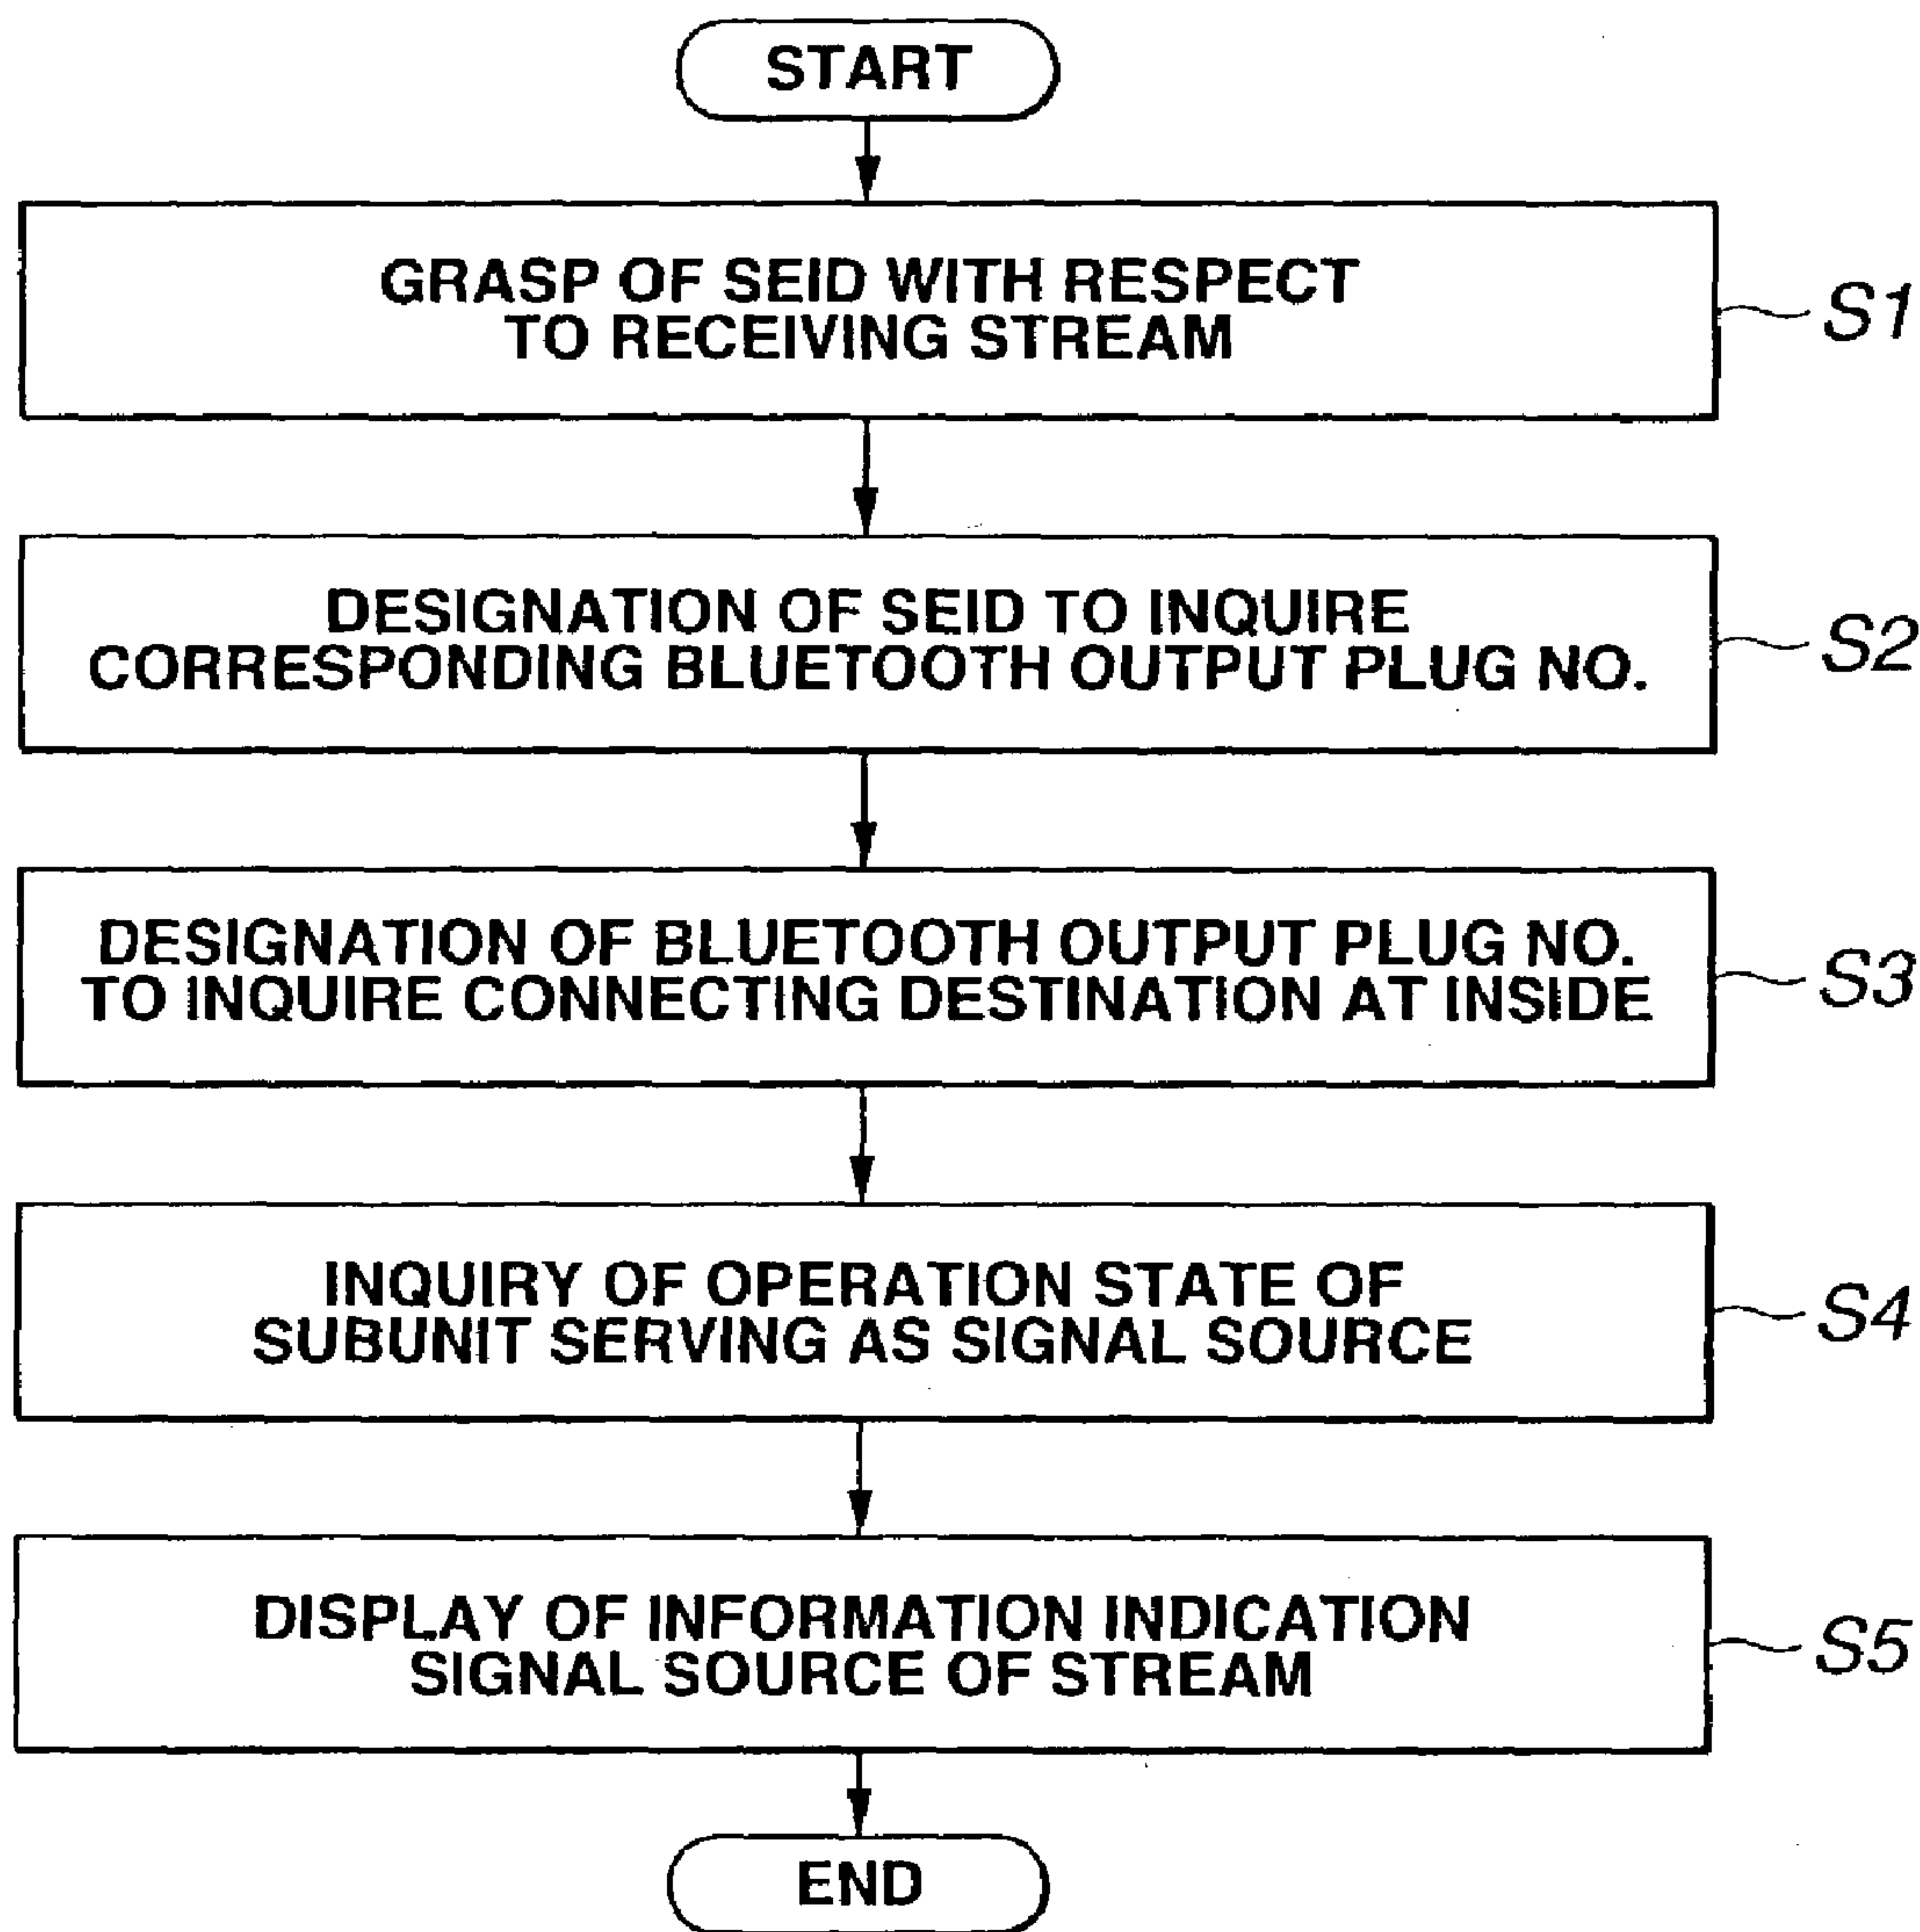 START
GRASP OF SEID WITH RESPECT
TO RECEIVING STREAM
S1
DESIGNATION OF SEID TO INQUIRE
CORRESPONDING BLUETOOTH OUTPUT PLUG NO.
S2
DESIGNATION OF BLUETOOTH OUTPUT PLUG NO.
TO INQUIRE CONNECTING DESTINATION AT INSIDE
S3
INQUIRY OF OPERATION STATE OF
SUBUNIT SERVING AS SIGNAL SOURCE
S4
DISPLAY OF INFORMATION INDICATION
SIGNAL SOURCE OF STREAM
S5
END